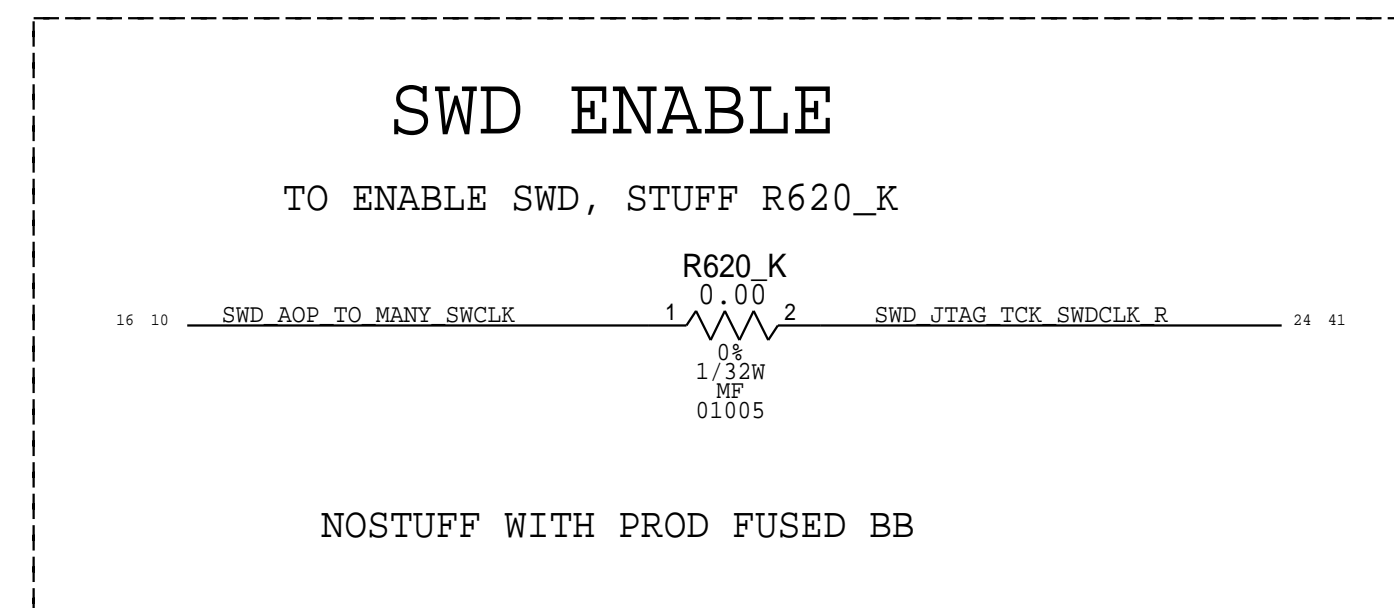 SWD ENABLE
TO ENABLE SWD, STUFF R620_K
R620_K
0.00
16 10 SWD_AOP_TO_MANY_SWCLK 1 2 SWD_JTAG_TCK_SWDCLK_R 24 41
0%
1/32W
MF
01005
NOSTUFF WITH PROD FUSED BB